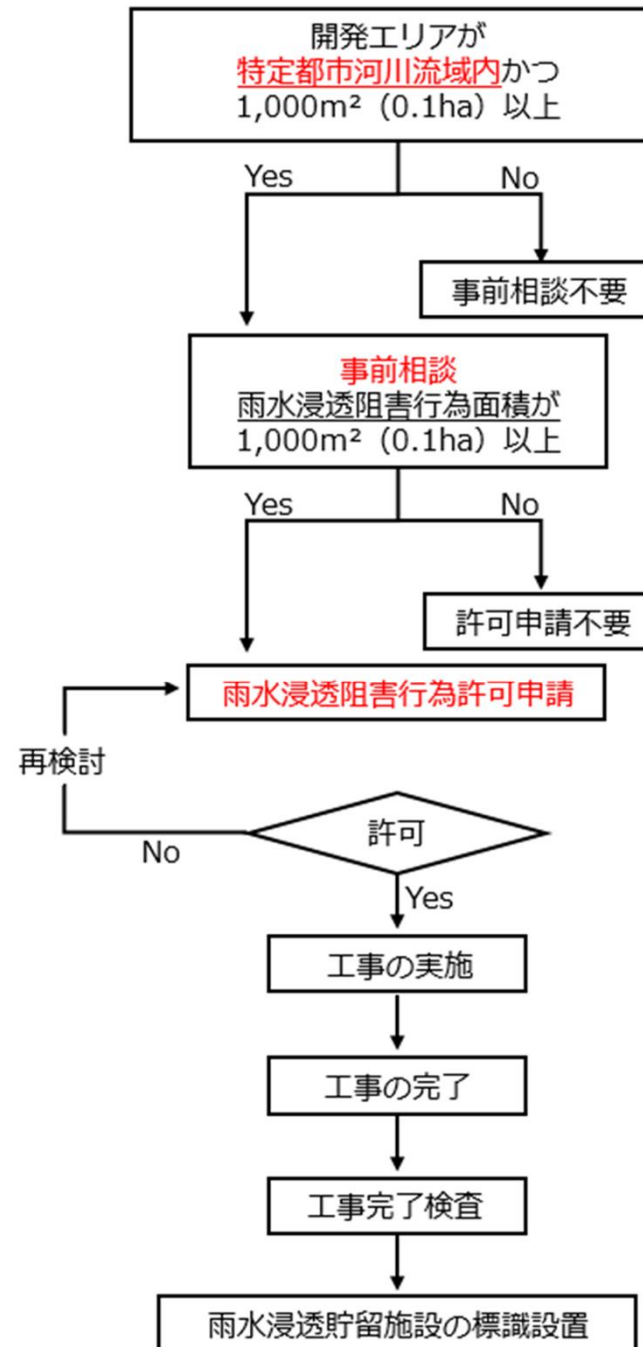 開発エリアが
特定都市河川流域内かつ
1,000m²（0.1ha）以上
Yes
No
事前相談不要
事前相談
雨水浸透阻害行為面積が
1,000m²（0.1ha）以上
Yes
No
許可申請不要
雨水浸透阻害行為許可申請
再検討
許可
No
Yes
工事の実施
工事の完了
工事完了検査
雨水浸透貯留施設の標識設置